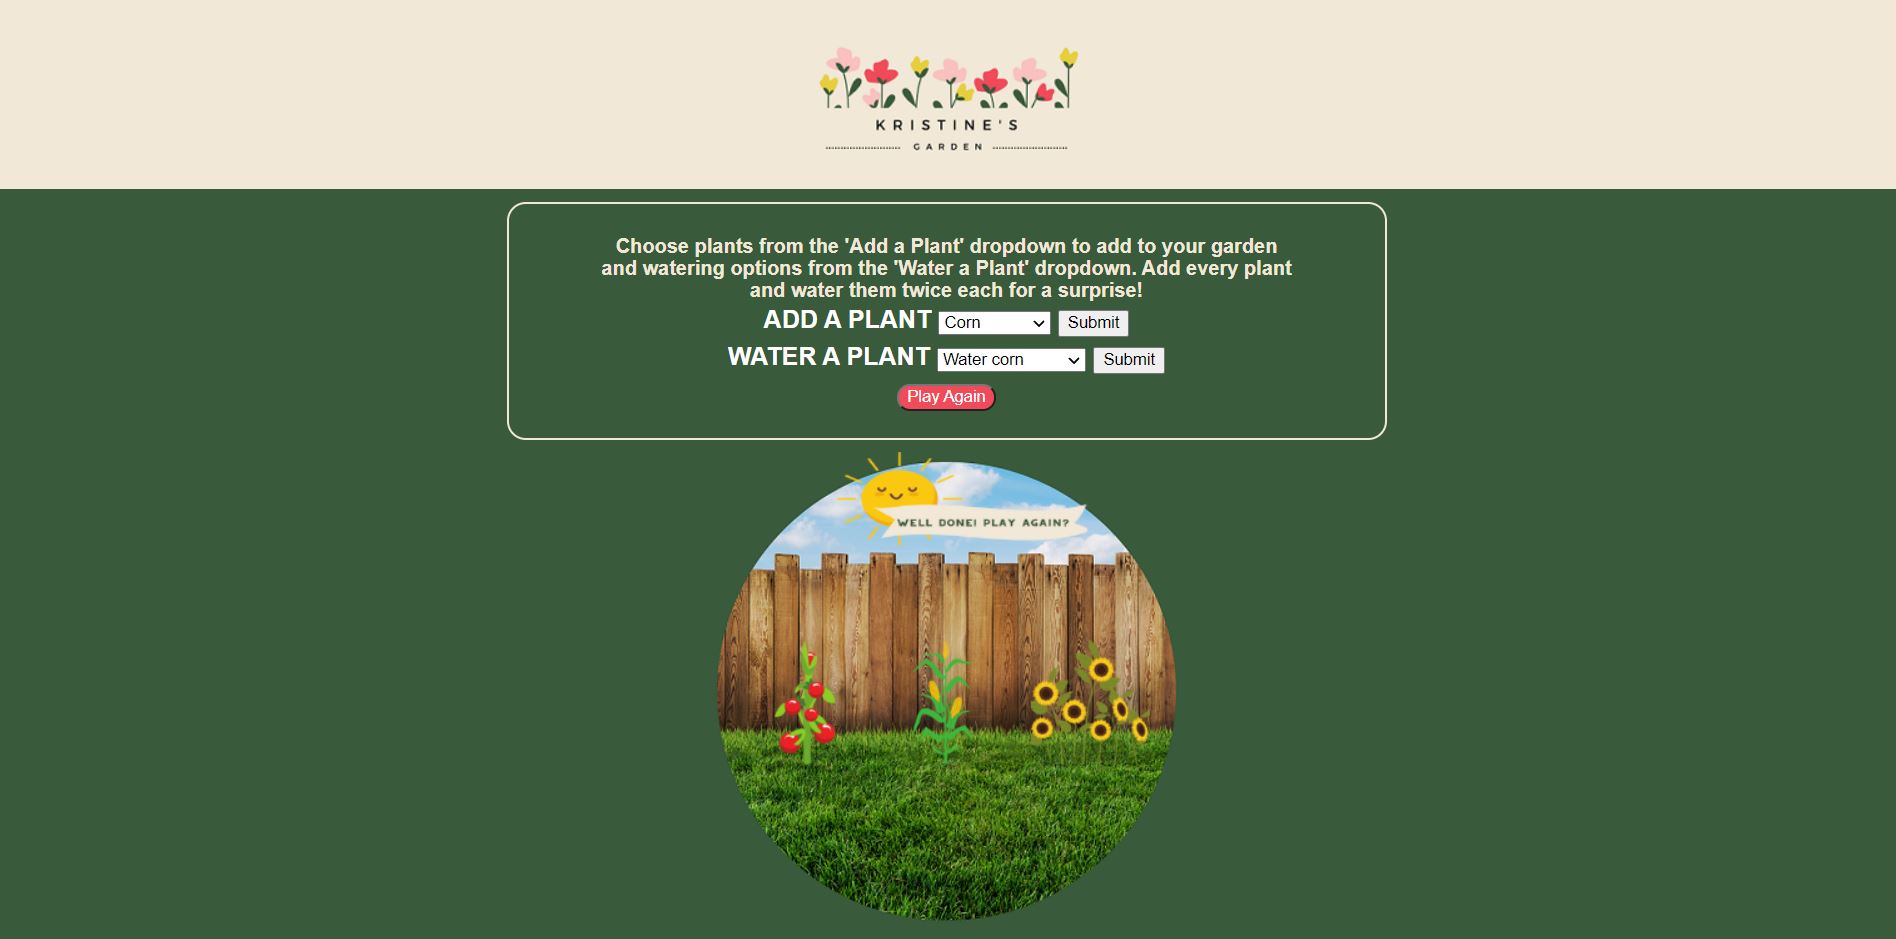 KRISTINE'S
GARDEN
Choose plants from the 'Add a Plant' dropdown to add to your garden
and watering options from the 'Water a Plant' dropdown. Add every plant
and water them twice each for a surprise!
ADD A PLANT Corn Submit
WATER A PLANT Water corn Submit
Play Again
WELL DONE! PLAY AGAIN?